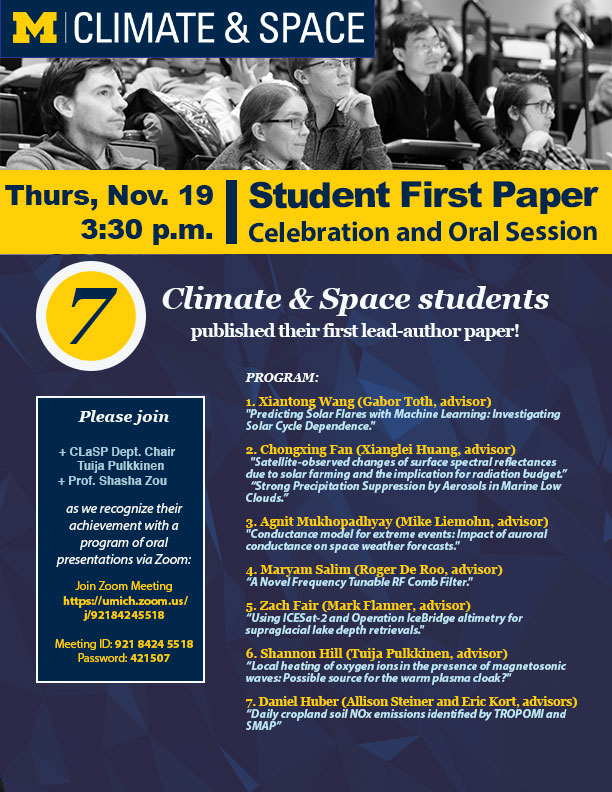 M | CLIMATE & SPACE
Thurs, Nov. 19
3:30 p.m.
Student First Paper
Celebration and Oral Session
7
Climate & Space students
published their first lead-author paper!
Please join
+ CLaSP Dept. Chair
Tuija Pulkkinen
+ Prof. Shasha Zou
as we recognize their
achievement with a
program of oral
presentations via Zoom:
Join Zoom Meeting
https://umich.zoom.us/
j/92184245518
Meeting ID: 921 8424 5518
Password: 421507
PROGRAM:
1. Xiantong Wang (Gabor Toth, advisor)
"Predicting Solar Flares with Machine Learning: Investigating
Solar Cycle Dependence."
2. Chongxing Fan (Xianglei Huang, advisor)
"Satellite-observed changes of surface spectral reflectances
due to solar farming and the implication for radiation budget.”
“Strong Precipitation Suppression by Aerosols in Marine Low
Clouds.”
3. Agnit Mukhopadhyay (Mike Liemohn, advisor)
"Conductance model for extreme events: Impact of auroral
conductance on space weather forecasts."
4. Maryam Salim (Roger De Roo, advisor)
“A Novel Frequency Tunable RF Comb Filter."
5. Zach Fair (Mark Flanner, advisor)
“Using ICESat-2 and Operation IceBridge altimetry for
supraglacial lake depth retrievals."
6. Shannon Hill (Tuija Pulkkinen, advisor)
“Local heating of oxygen ions in the presence of magnetosonic
waves: Possible source for the warm plasma cloak?"
7. Daniel Huber (Allison Steiner and Eric Kort, advisors)
“Daily cropland soil NOx emissions identified by TROPOMI and
SMAP”